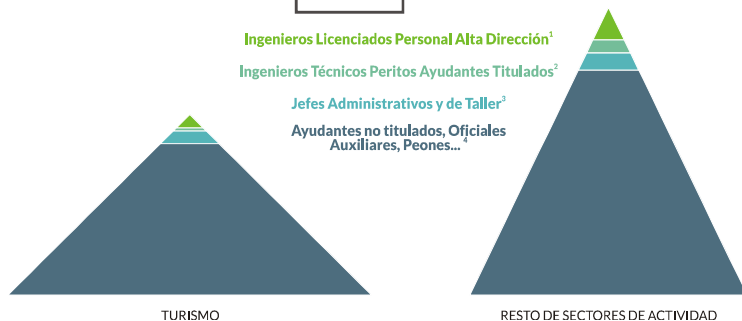 Ingenieros Licenciados Personal Alta Dirección¹
Ingenieros Técnicos Peritos Ayudantes Titulados²
Jefes Administrativos y de Taller³
Ayudantes no titulados, Oficiales
Auxiliares, Peones... ⁴
TURISMO
RESTO DE SECTORES DE ACTIVIDAD